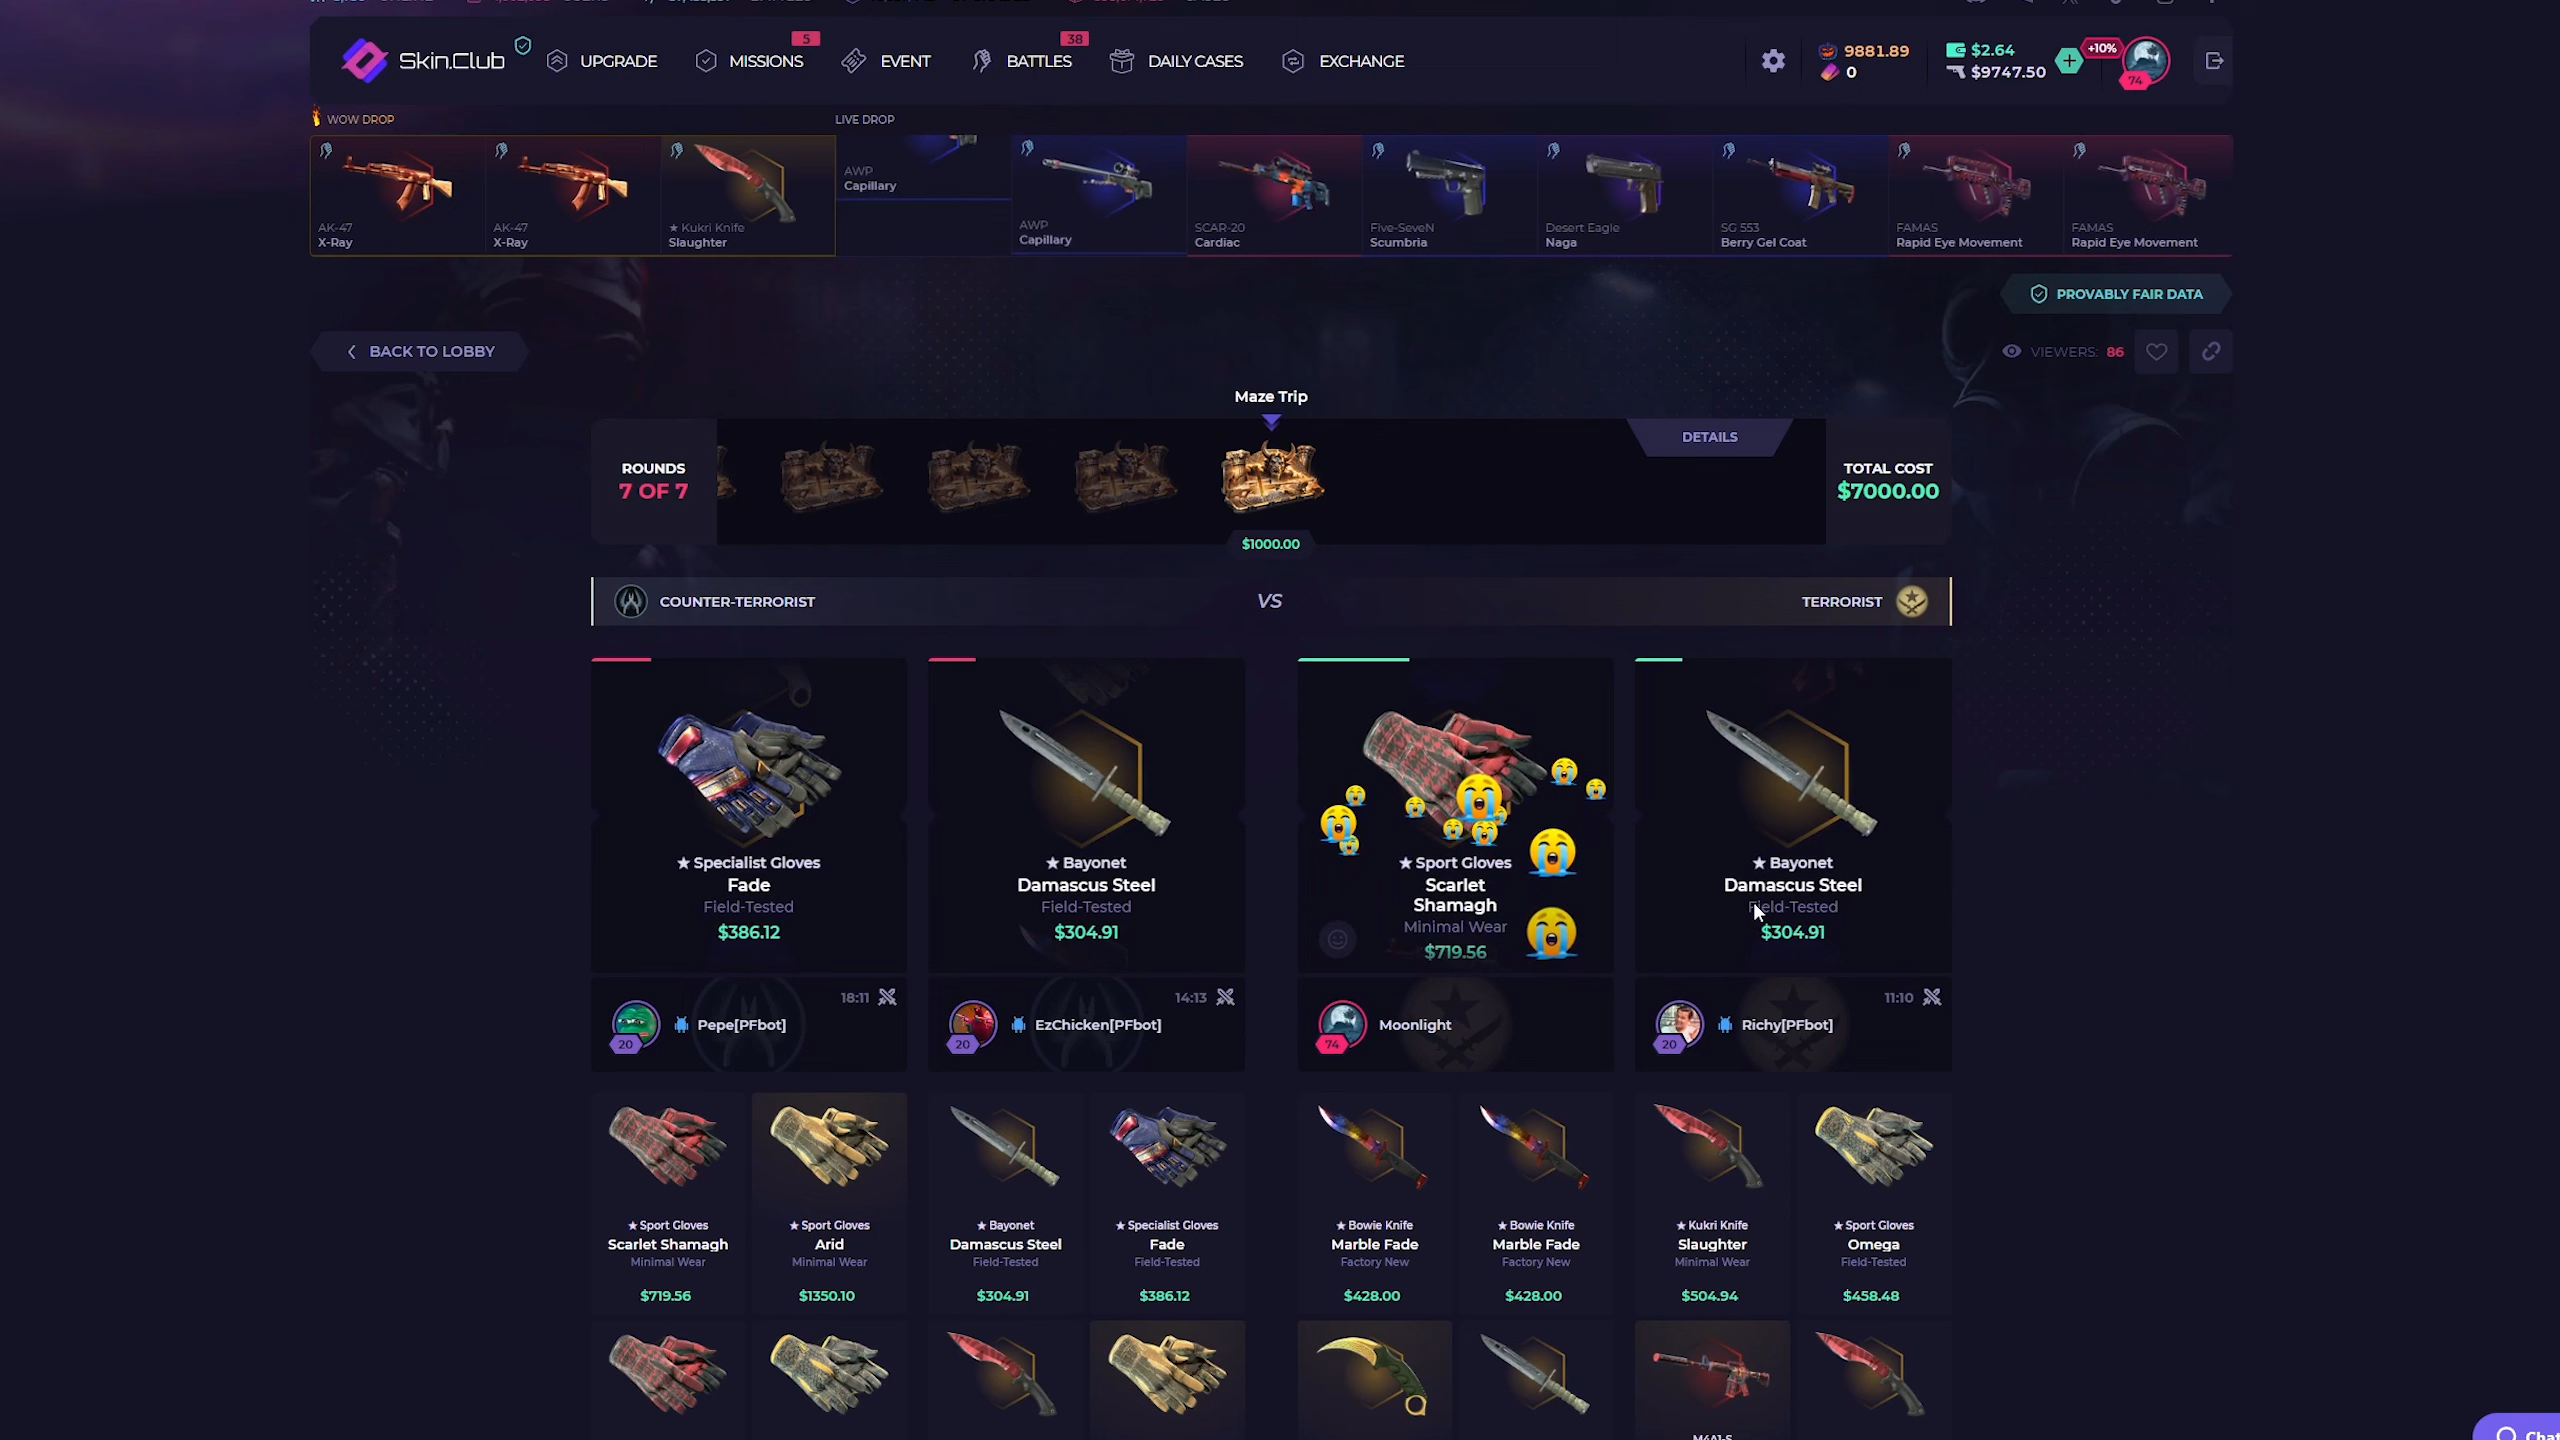 Skin.Club
UPGRADE
MISSIONS
5
EVENT
BATTLES
38
DAILY CASES
EXCHANGE
9881.89
0
$2.64
$9747.50
+10%
74
WOW DROP
LIVE DROP
AK-47
X-Ray
AK-47
X-Ray
★ Kukri Knife
Slaughter
AWP
Capillary
AWP
Capillary
SCAR-20
Cardiac
Five-SeveN
Scumbria
Desert Eagle
Naga
SG 553
Berry Gel Coat
FAMAS
Rapid Eye Movement
FAMAS
Rapid Eye Movement
PROVABLY FAIR DATA
BACK TO LOBBY
VIEWERS: 86
Maze Trip
ROUNDS
7 OF 7
DETAILS
TOTAL COST
$7000.00
$1000.00
COUNTER-TERRORIST
VS
TERRORIST
★ Specialist Gloves
Fade
Field-Tested
$386.12
★ Bayonet
Damascus Steel
Field-Tested
$304.91
★ Sport Gloves
Scarlet
Shamagh
Minimal Wear
$719.56
★ Bayonet
Damascus Steel
Field-Tested
$304.91
18:11
Pepe[PFbot]
20
14:13
EzChicken[PFbot]
20
Moonlight
74
11:10
Richy[PFbot]
20
★ Sport Gloves
Scarlet Shamagh
Minimal Wear
$719.56
★ Sport Gloves
Arid
Minimal Wear
$1350.10
★ Bayonet
Damascus Steel
Field-Tested
$304.91
★ Specialist Gloves
Fade
Field-Tested
$386.12
★ Bowie Knife
Marble Fade
Factory New
$428.00
★ Bowie Knife
Marble Fade
Factory New
$428.00
★ Kukri Knife
Slaughter
Minimal Wear
$504.94
★ Sport Gloves
Omega
Field-Tested
$458.48
M4A1-S
Chat